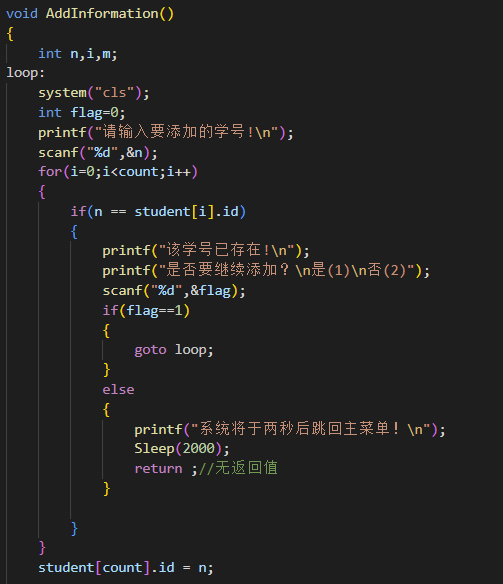 void AddInformation()
{
    int n,i,m;
loop:
    system("cls");
    int flag=0;
    printf("请输入要添加的学号!\n");
    scanf("%d",&n);
    for(i=0;i<count;i++)
    {
        if(n == student[i].id)
        {
            printf("该学号已存在!\n");
            printf("是否要继续添加？\n是(1)\n否(2)");
            scanf("%d",&flag);
            if(flag==1)
            {
                goto loop;
            }
            else
            {
                printf("系统将于两秒后跳回主菜单！\n");
                Sleep(2000);
                return ;//无返回值
            }
        }
    }
    student[count].id = n;